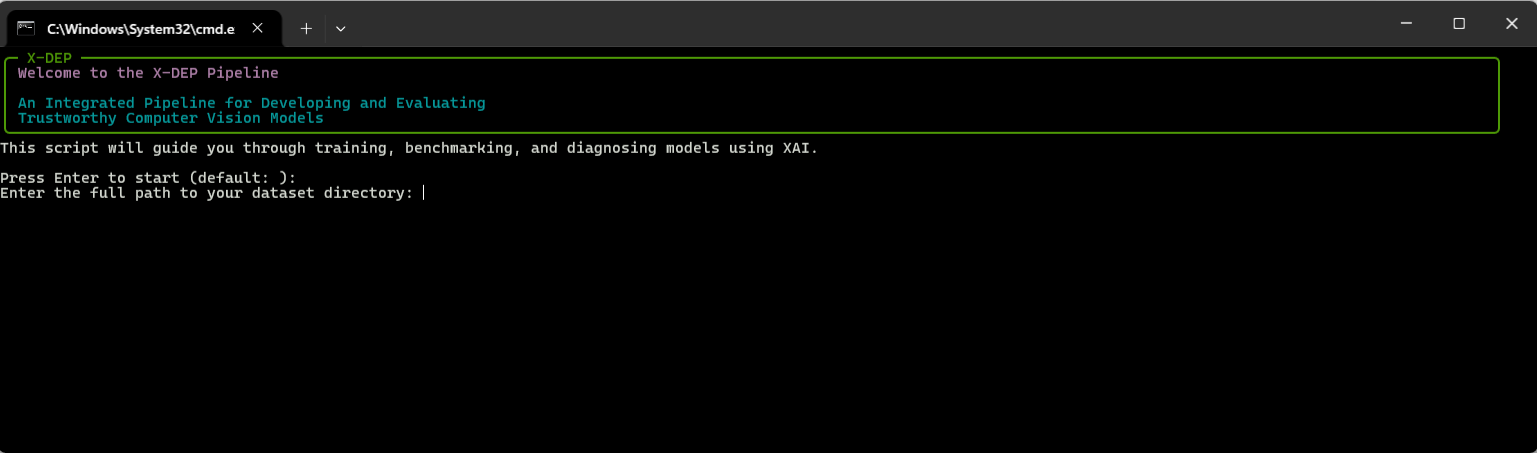 C:\Windows\System32\cmd.e
X-DEP
Welcome to the X-DEP Pipeline
An Integrated Pipeline for Developing and Evaluating
Trustworthy Computer Vision Models
This script will guide you through training, benchmarking, and diagnosing models using XAI.
Press Enter to start (default: ):
Enter the full path to your dataset directory: